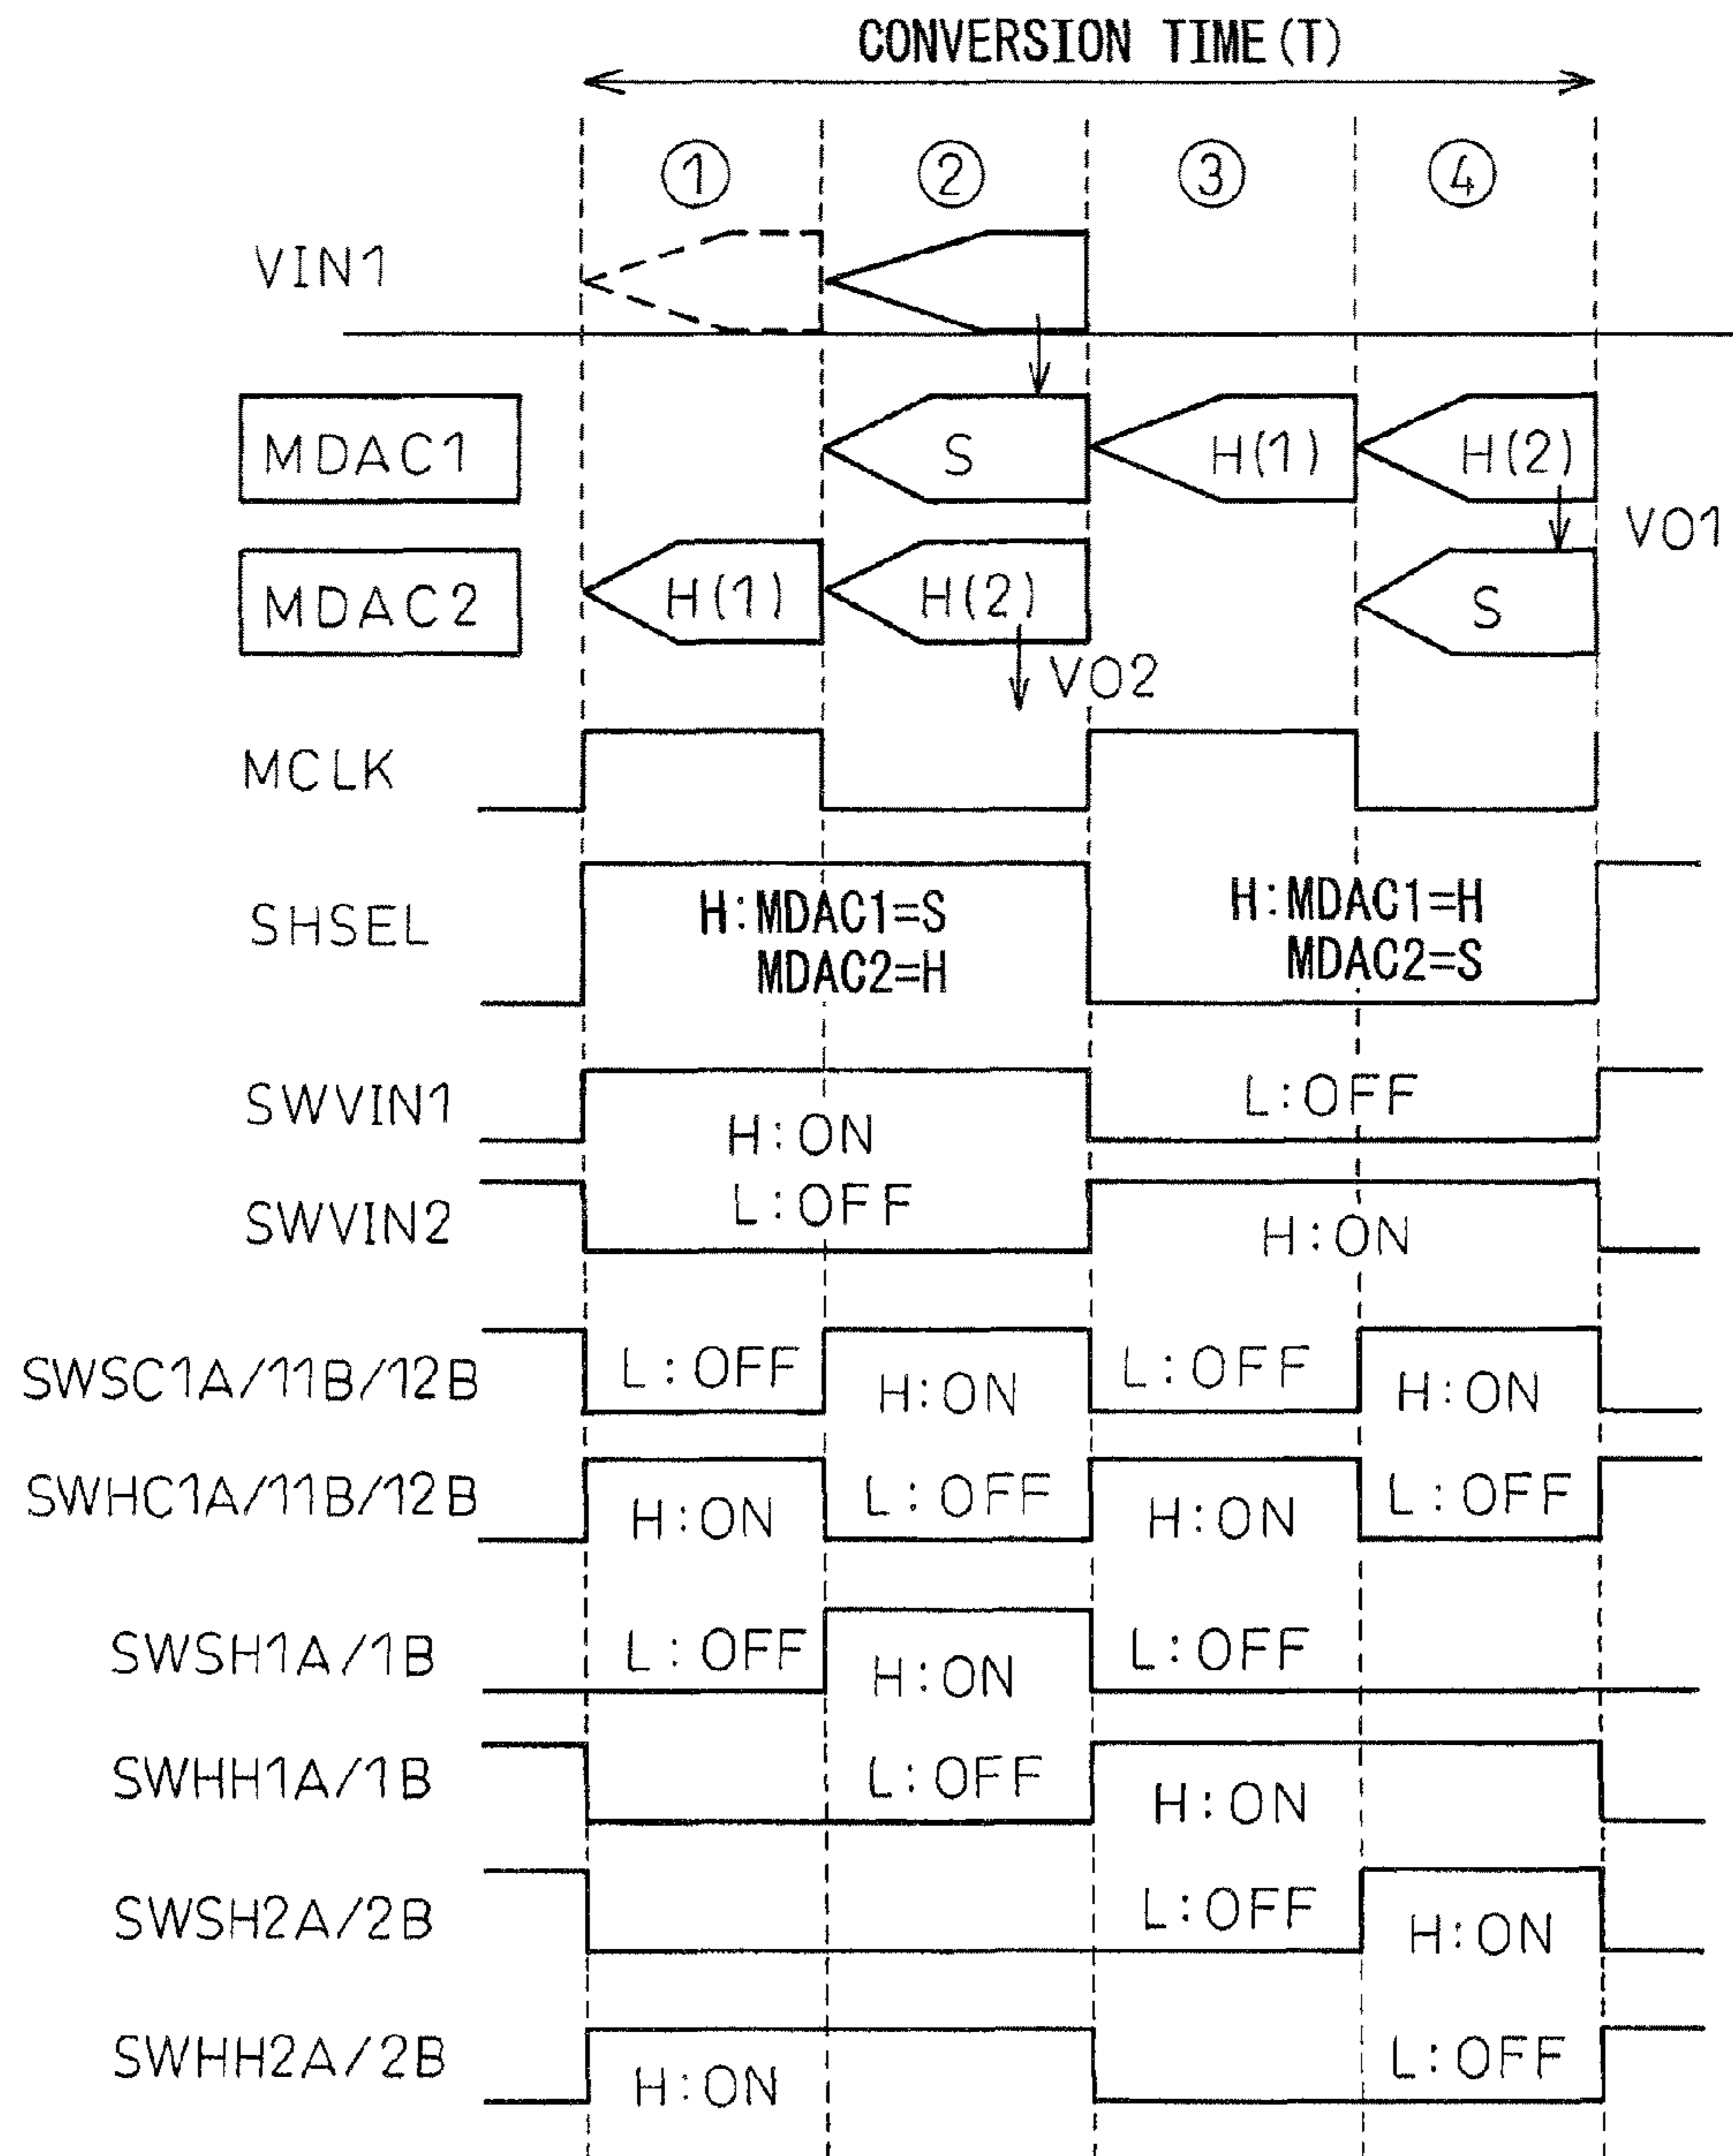 CONVERSION TIME(T)
① ② ③ ④
VIN1
MDAC1 S H(1) H(2)
VO1
MDAC2 H(1) H(2) S
VO2
MCLK
SHSEL H:MDAC1=S H:MDAC1=H
MDAC2=H MDAC2=S
SWVIN1 L:OFF
H:ON
L:OFF
SWVIN2 H:ON
SWSC1A/11B/12B L:OFF H:ON L:OFF H:ON
SWHC1A/11B/12B H:ON L:OFF H:ON L:OFF
SWSH1A/1B L:OFF H:ON L:OFF
SWHH1A/1B L:OFF H:ON
SWSH2A/2B L:OFF H:ON
SWHH2A/2B H:ON L:OFF